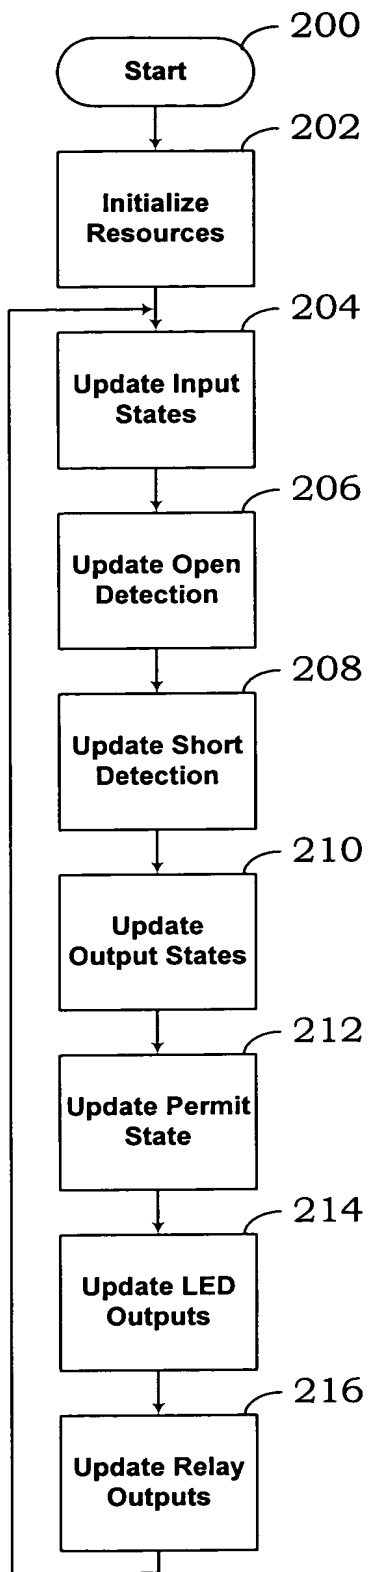 200
Start
202
Initialize
Resources
204
Update Input
States
206
Update Open
Detection
208
Update Short
Detection
210
Update
Output States
212
Update Permit
State
214
Update LED
Outputs
216
Update Relay
Outputs